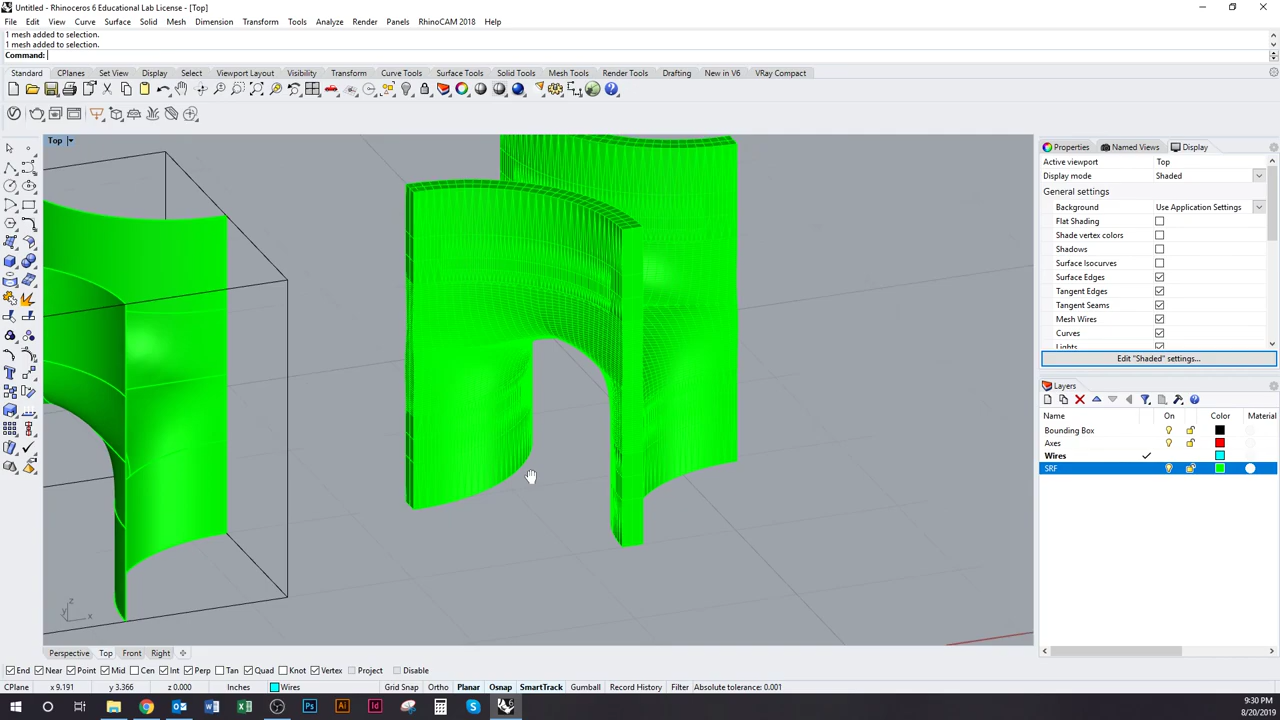 Untitled - Rhinoceros 6 Educational Lab License - [Top]
File Edit View Curve Surface Solid Mesh Dimension Transform Tools Analyze Render Panels RhinoCAM 2018 Help
1 mesh added to selection.
1 mesh added to selection.
Command:
Standard CPlanes Set View Display Select Viewport Layout Visibility Transform Curve Tools Surface Tools Solid Tools Mesh Tools Render Tools Drafting New in V6 VRay Compact
Top
Properties Named Views Display
Active viewport Top
Display mode Shaded
General settings
Background Use Application Settings
Flat Shading
Shade vertex colors
Shadows
Surface Isocurves
Surface Edges
Tangent Edges
Tangent Seams
Mesh Wires
Curves
Lights
Edit "Shaded" settings...
Layers
Name On Color Material
Bounding Box
Axes
Wires
SRF
z
y x
Perspective Top Front Right
End Near Point Mid Cen Int Perp Tan Quad Knot Vertex Project Disable
CPlane x 9.191 y 3.366 z 0.000 Inches Wires Grid Snap Ortho Planar Osnap SmartTrack Gumball Record History Filter Absolute tolerance: 0.001
9:30 PM
8/20/2019